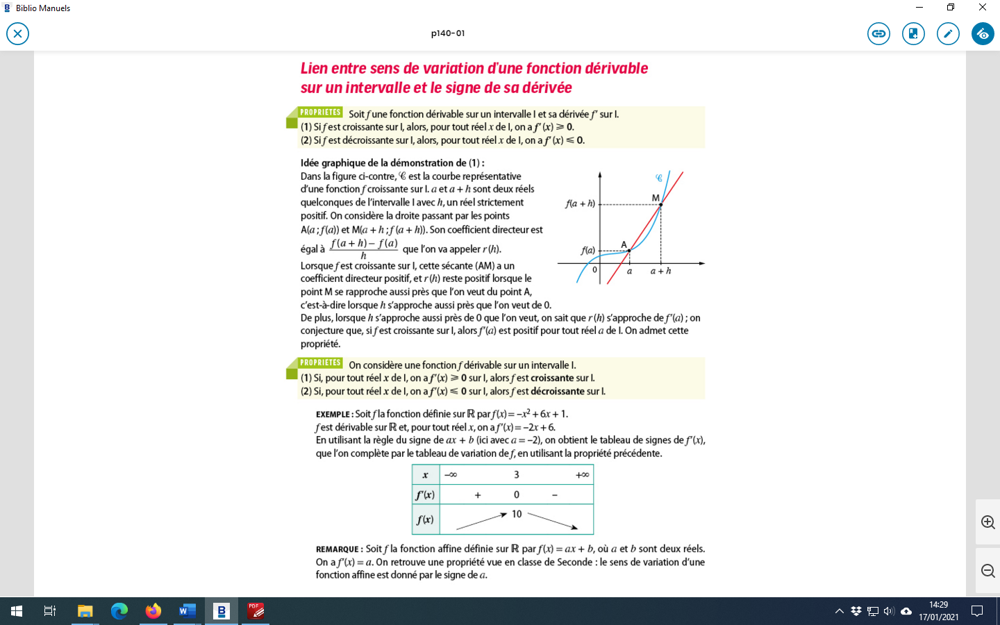 Biblio Manuels
p140-01
Lien entre sens de variation d'une fonction dérivable
sur un intervalle et le signe de sa dérivée
PROPRIÉTÉS Soit f une fonction dérivable sur un intervalle I et sa dérivée f′ sur I.
(1) Si f est croissante sur I, alors, pour tout réel x de I, on a f′(x) ⩾ 0.
(2) Si f est décroissante sur I, alors, pour tout réel x de I, on a f′(x) ⩽ 0.
Idée graphique de la démonstration de (1) :
Dans la figure ci-contre, 𝒞 est la courbe représentative
d'une fonction f croissante sur I. a et a + h sont deux réels
quelconques de l'intervalle I avec h, un réel strictement
positif. On considère la droite passant par les points
A(a ; f(a)) et M(a + h ; f(a + h)). Son coefficient directeur est
égal à f(a + h) – f(a) / h que l'on va appeler r(h).
Lorsque f est croissante sur I, cette sécante (AM) a un
coefficient directeur positif, et r(h) reste positif lorsque le
point M se rapproche aussi près que l'on veut du point A,
c'est-à-dire lorsque h s'approche aussi près que l'on veut de 0.
De plus, lorsque h s'approche aussi près de 0 que l'on veut, on sait que r(h) s'approche de f′(a) ; on
conjecture que, si f est croissante sur I, alors f′(a) est positif pour tout réel a de I. On admet cette
propriété.
𝒞
M
f(a + h)
A
f(a)
0 a a + h
PROPRIÉTÉS On considère une fonction f dérivable sur un intervalle I.
(1) Si, pour tout réel x de I, on a f′(x) ⩾ 0 sur I, alors f est croissante sur I.
(2) Si, pour tout réel x de I, on a f′(x) ⩽ 0 sur I, alors f est décroissante sur I.
EXEMPLE : Soit f la fonction définie sur ℝ par f(x) = –x² + 6x + 1.
f est dérivable sur ℝ et, pour tout réel x, on a f′(x) = –2x + 6.
En utilisant la règle du signe de ax + b (ici avec a = –2), on obtient le tableau de signes de f′(x),
que l'on complète par le tableau de variation de f, en utilisant la propriété précédente.
x –∞ 3 +∞
f′(x) + 0 –
f(x) 10
REMARQUE : Soit f la fonction affine définie sur ℝ par f(x) = ax + b, où a et b sont deux réels.
On a f′(x) = a. On retrouve une propriété vue en classe de Seconde : le sens de variation d'une
fonction affine est donné par le signe de a.
14:29
17/01/2021